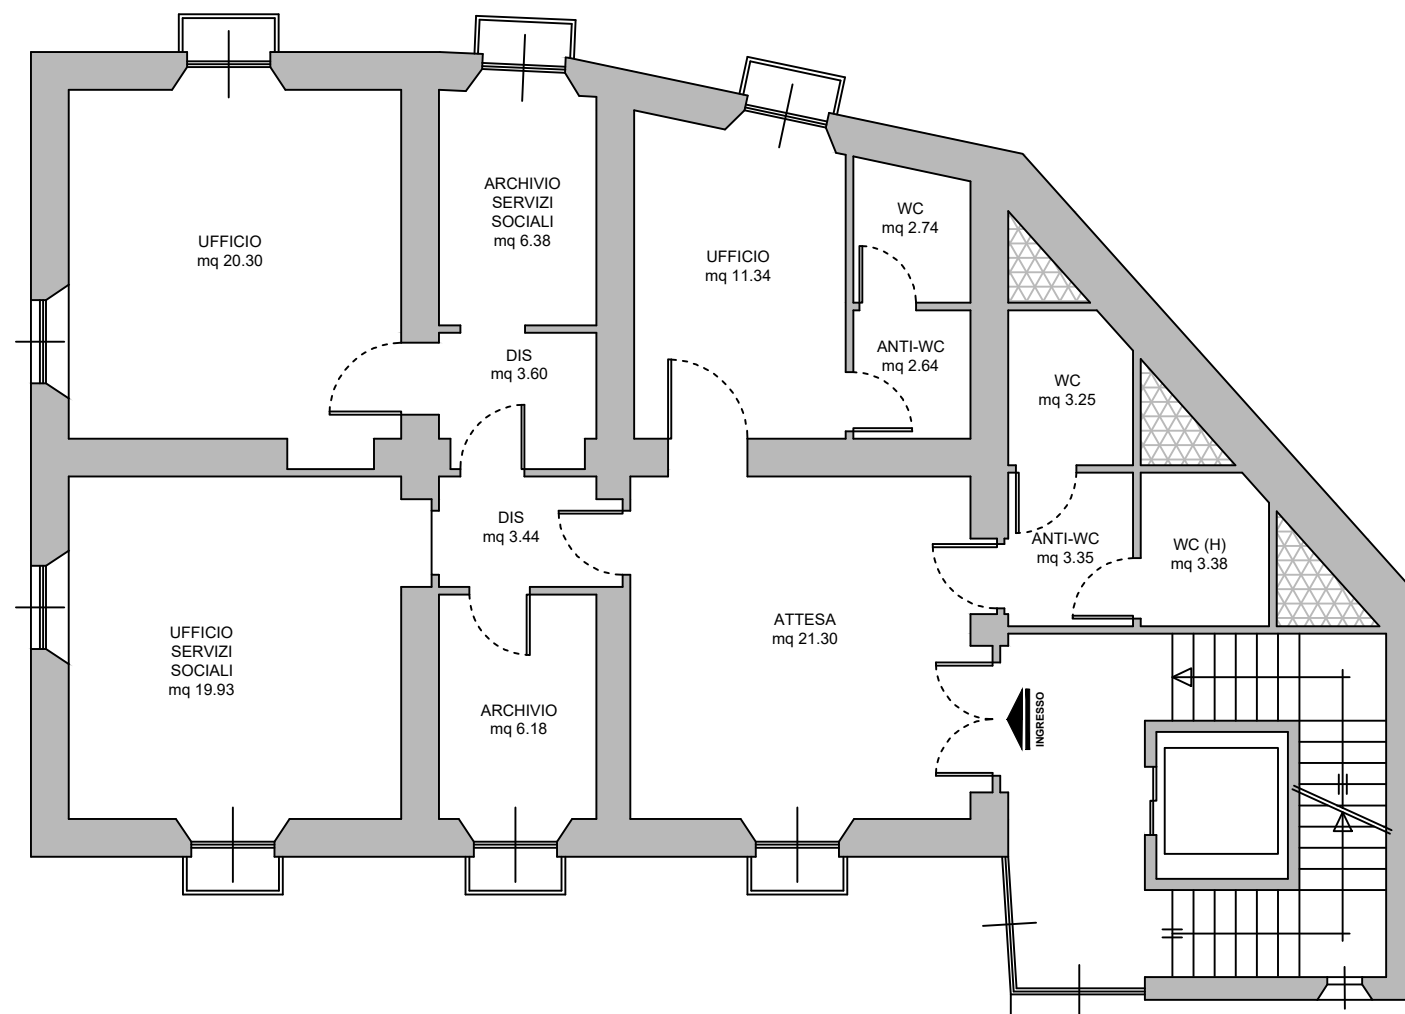 ARCHIVIO
SERVIZI
SOCIALI
mq 6.38
WC
mq 2.74
UFFICIO
mq 20.30
UFFICIO
mq 11.34
DIS
mq 3.60
ANTI-WC
mq 2.64
WC
mq 3.25
DIS
mq 3.44
ANTI-WC
mq 3.35
WC (H)
mq 3.38
UFFICIO
SERVIZI
SOCIALI
mq 19.93
ATTESA
mq 21.30
ARCHIVIO
mq 6.18
INGRESSO